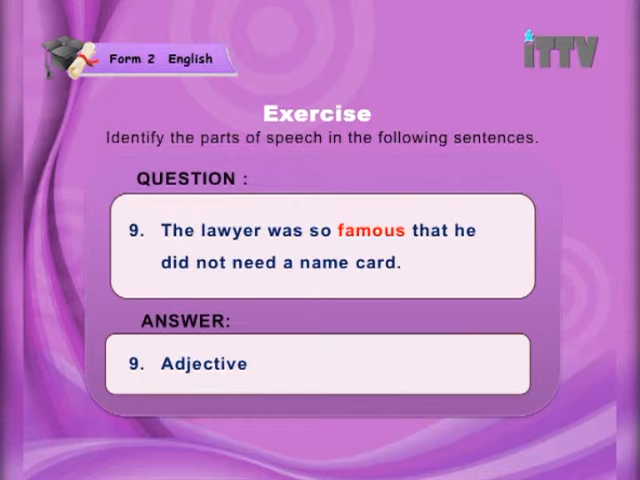 Form 2 English
iTTV
Exercise
Identify the parts of speech in the following sentences.
QUESTION :
9. The lawyer was so famous that he
did not need a name card.
ANSWER:
9. Adjective